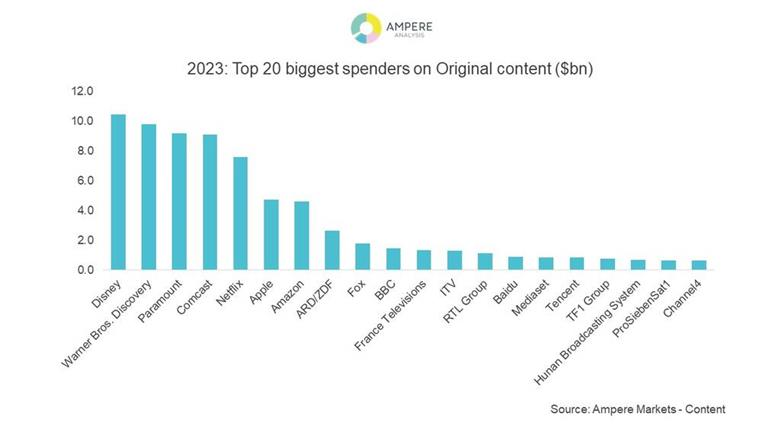 AMPERE
ANALYSIS
2023: Top 20 biggest spenders on Original content ($bn)
12.0
10.0
8.0
6.0
4.0
2.0
0.0
Disney
Warner Bros. Discovery
Paramount
Comcast
Netflix
Apple
Amazon
ARD/ZDF
Fox
BBC
France Televisions
ITV
RTL Group
Baidu
Mediaset
Tencent
TF1 Group
Hunan Broadcasting System
ProSiebenSat1
Channel4
Source: Ampere Markets - Content